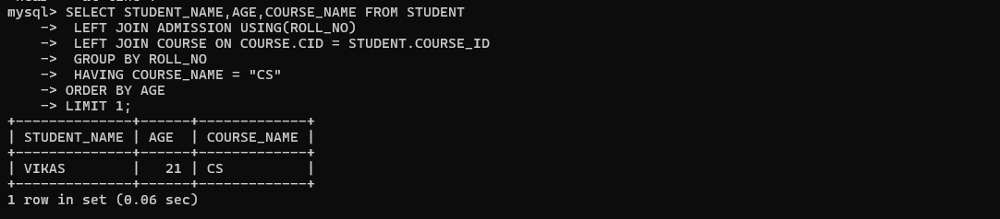 mysql> SELECT STUDENT_NAME,AGE,COURSE_NAME FROM STUDENT
    ->  LEFT JOIN ADMISSION USING(ROLL_NO)
    ->  LEFT JOIN COURSE ON COURSE.CID = STUDENT.COURSE_ID
    ->  GROUP BY ROLL_NO
    ->  HAVING COURSE_NAME = "CS"
    -> ORDER BY AGE
    -> LIMIT 1;
+--------------+------+-------------+
| STUDENT_NAME | AGE  | COURSE_NAME |
+--------------+------+-------------+
| VIKAS        |   21 | CS          |
+--------------+------+-------------+
1 row in set (0.06 sec)